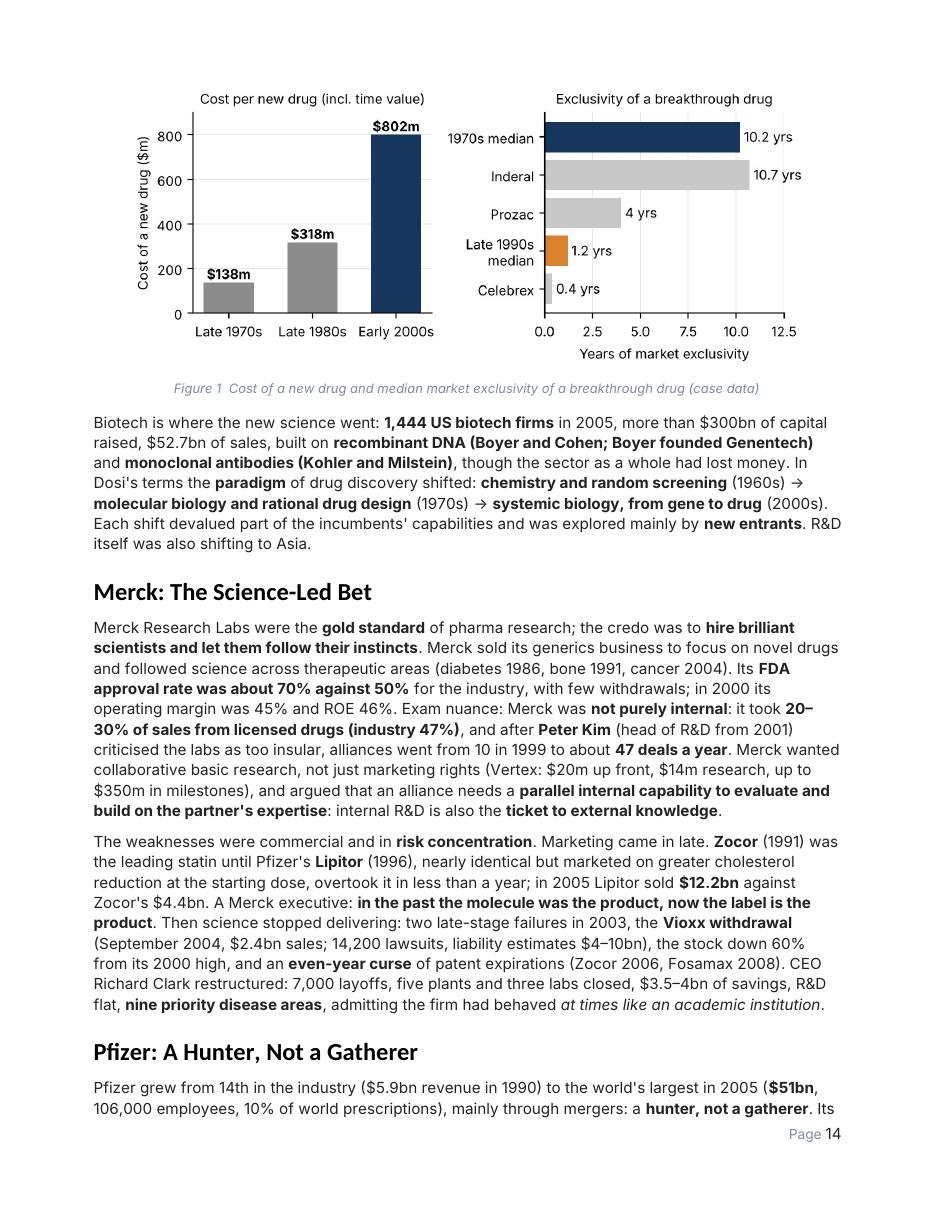 Cost per new drug (incl. time value)
Cost of a new drug ($m)
800
600
400
200
0
$138m
$318m
$802m
Late 1970s
Late 1980s
Early 2000s
Exclusivity of a breakthrough drug
1970s median
10.2 yrs
Inderal
10.7 yrs
Prozac
4 yrs
Late 1990s
median
1.2 yrs
Celebrex
0.4 yrs
0.0
2.5
5.0
7.5
10.0
12.5
Years of market exclusivity
Figure 1 Cost of a new drug and median market exclusivity of a breakthrough drug (case data)
Biotech is where the new science went: 1,444 US biotech firms in 2005, more than $300bn of capital
raised, $52.7bn of sales, built on recombinant DNA (Boyer and Cohen; Boyer founded Genentech)
and monoclonal antibodies (Kohler and Milstein), though the sector as a whole had lost money. In
Dosi's terms the paradigm of drug discovery shifted: chemistry and random screening (1960s) →
molecular biology and rational drug design (1970s) → systemic biology, from gene to drug (2000s).
Each shift devalued part of the incumbents' capabilities and was explored mainly by new entrants. R&D
itself was also shifting to Asia.
Merck: The Science-Led Bet
Merck Research Labs were the gold standard of pharma research; the credo was to hire brilliant
scientists and let them follow their instincts. Merck sold its generics business to focus on novel drugs
and followed science across therapeutic areas (diabetes 1986, bone 1991, cancer 2004). Its FDA
approval rate was about 70% against 50% for the industry, with few withdrawals; in 2000 its
operating margin was 45% and ROE 46%. Exam nuance: Merck was not purely internal: it took 20–
30% of sales from licensed drugs (industry 47%), and after Peter Kim (head of R&D from 2001)
criticised the labs as too insular, alliances went from 10 in 1999 to about 47 deals a year. Merck wanted
collaborative basic research, not just marketing rights (Vertex: $20m up front, $14m research, up to
$350m in milestones), and argued that an alliance needs a parallel internal capability to evaluate and
build on the partner's expertise: internal R&D is also the ticket to external knowledge.
The weaknesses were commercial and in risk concentration. Marketing came in late. Zocor (1991) was
the leading statin until Pfizer's Lipitor (1996), nearly identical but marketed on greater cholesterol
reduction at the starting dose, overtook it in less than a year; in 2005 Lipitor sold $12.2bn against
Zocor's $4.4bn. A Merck executive: in the past the molecule was the product, now the label is the
product. Then science stopped delivering: two late-stage failures in 2003, the Vioxx withdrawal
(September 2004, $2.4bn sales; 14,200 lawsuits, liability estimates $4–10bn), the stock down 60%
from its 2000 high, and an even-year curse of patent expirations (Zocor 2006, Fosamax 2008). CEO
Richard Clark restructured: 7,000 layoffs, five plants and three labs closed, $3.5–4bn of savings, R&D
flat, nine priority disease areas, admitting the firm had behaved at times like an academic institution.
Pfizer: A Hunter, Not a Gatherer
Pfizer grew from 14th in the industry ($5.9bn revenue in 1990) to the world's largest in 2005 ($51bn,
106,000 employees, 10% of world prescriptions), mainly through mergers: a hunter, not a gatherer. Its
Page 14